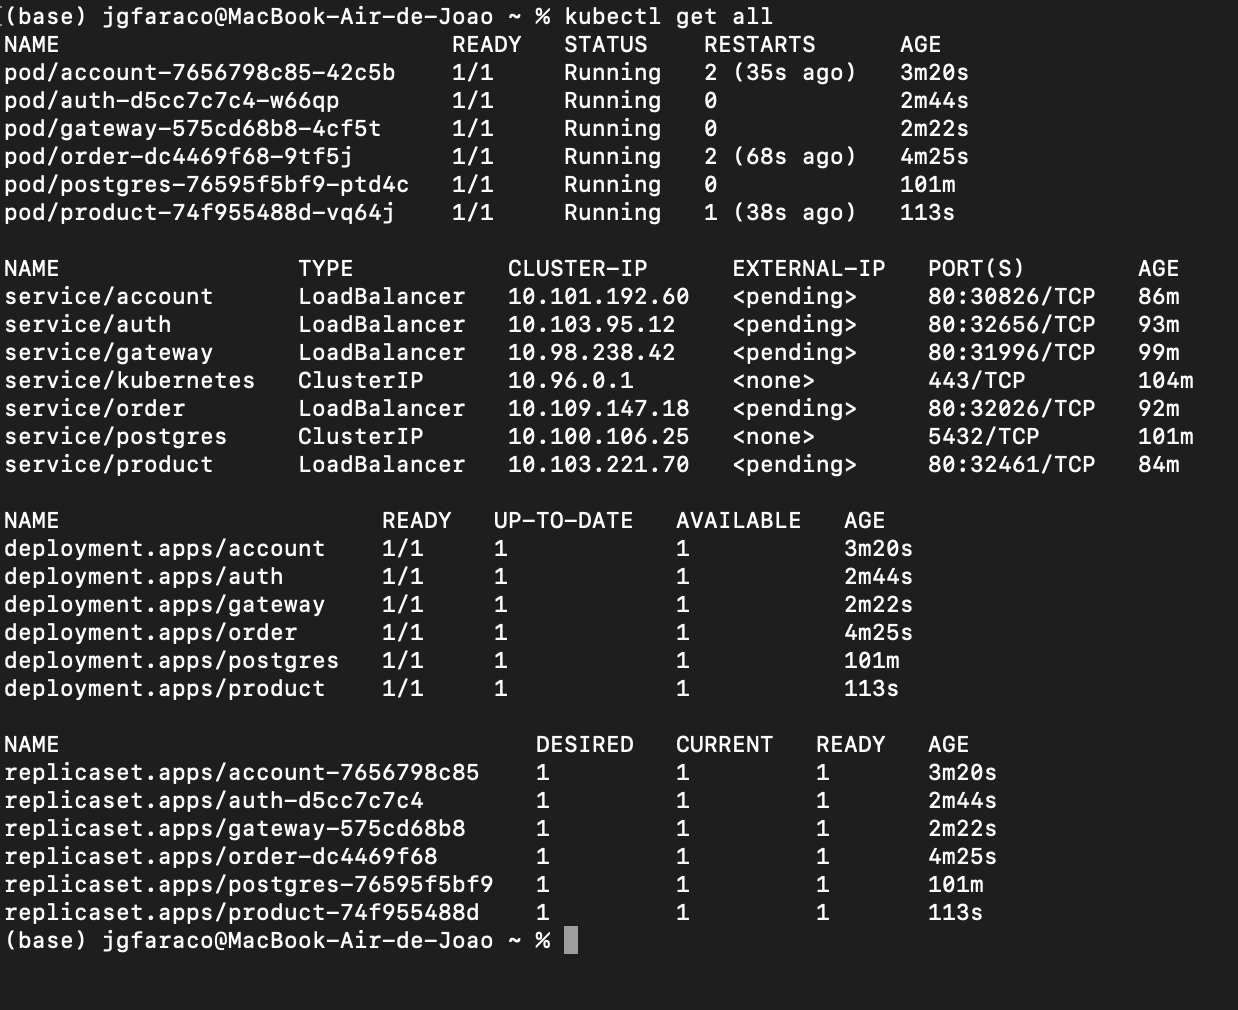 (base) jgfaraco@MacBook-Air-de-Joao ~ % kubectl get all
NAME READY STATUS RESTARTS AGE
pod/account-7656798c85-42c5b 1/1 Running 2 (35s ago) 3m20s
pod/auth-d5cc7c7c4-w66qp 1/1 Running 0 2m44s
pod/gateway-575cd68b8-4cf5t 1/1 Running 0 2m22s
pod/order-dc4469f68-9tf5j 1/1 Running 2 (68s ago) 4m25s
pod/postgres-76595f5bf9-ptd4c 1/1 Running 0 101m
pod/product-74f955488d-vq64j 1/1 Running 1 (38s ago) 113s
NAME TYPE CLUSTER-IP EXTERNAL-IP PORT(S) AGE
service/account LoadBalancer 10.101.192.60 <pending> 80:30826/TCP 86m
service/auth LoadBalancer 10.103.95.12 <pending> 80:32656/TCP 93m
service/gateway LoadBalancer 10.98.238.42 <pending> 80:31996/TCP 99m
service/kubernetes ClusterIP 10.96.0.1 <none> 443/TCP 104m
service/order LoadBalancer 10.109.147.18 <pending> 80:32026/TCP 92m
service/postgres ClusterIP 10.100.106.25 <none> 5432/TCP 101m
service/product LoadBalancer 10.103.221.70 <pending> 80:32461/TCP 84m
NAME READY UP-TO-DATE AVAILABLE AGE
deployment.apps/account 1/1 1 1 3m20s
deployment.apps/auth 1/1 1 1 2m44s
deployment.apps/gateway 1/1 1 1 2m22s
deployment.apps/order 1/1 1 1 4m25s
deployment.apps/postgres 1/1 1 1 101m
deployment.apps/product 1/1 1 1 113s
NAME DESIRED CURRENT READY AGE
replicaset.apps/account-7656798c85 1 1 1 3m20s
replicaset.apps/auth-d5cc7c7c4 1 1 1 2m44s
replicaset.apps/gateway-575cd68b8 1 1 1 2m22s
replicaset.apps/order-dc4469f68 1 1 1 4m25s
replicaset.apps/postgres-76595f5bf9 1 1 1 101m
replicaset.apps/product-74f955488d 1 1 1 113s
(base) jgfaraco@MacBook-Air-de-Joao ~ %